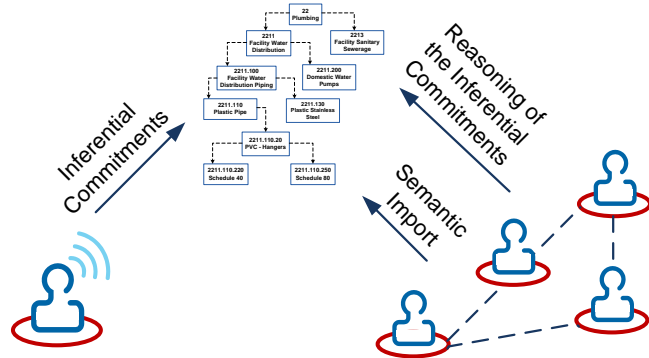 22
Plumbing
2211
Facility Water
Distribution
2213
Facility Sanitary
Sewerage
2211.100
Facility Water
Distribution Piping
2211.200
Domestic Water
Pumps
2211.110
Plastic Pipe
2211.130
Plastic Stainless
Steel
2211.110.20
PVC - Hangers
2211.110.220
Schedule 40
2211.110.250
Schedule 80
Inferential
Commitments
Reasoning of
the Inferential
Commitments
Semantic
Import